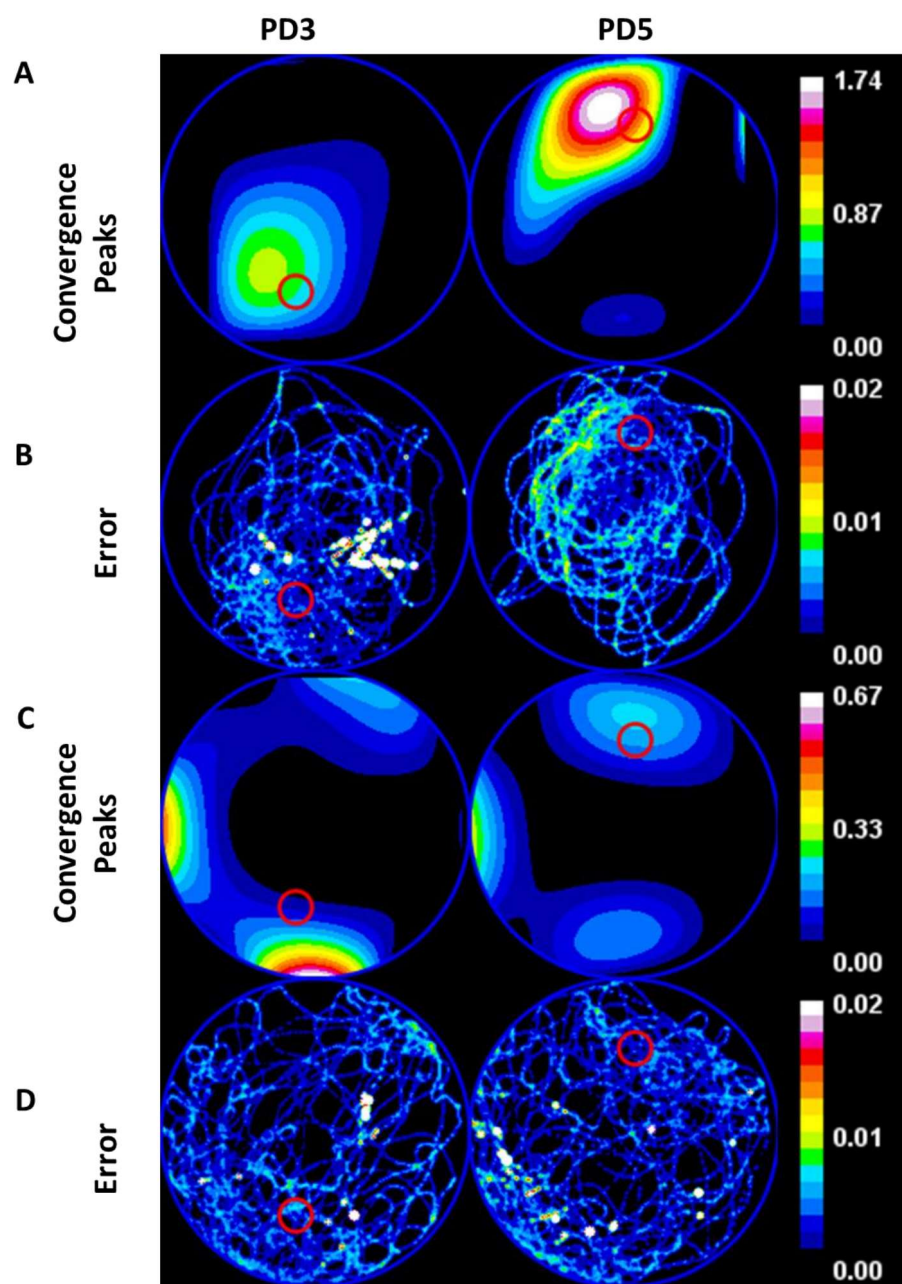 PD3 PD5
A
Convergence
Peaks
1.74
0.87
0.00
B
Error
0.02
0.01
0.00
C
Convergence
Peaks
0.67
0.33
0.00
D
Error
0.02
0.01
0.00